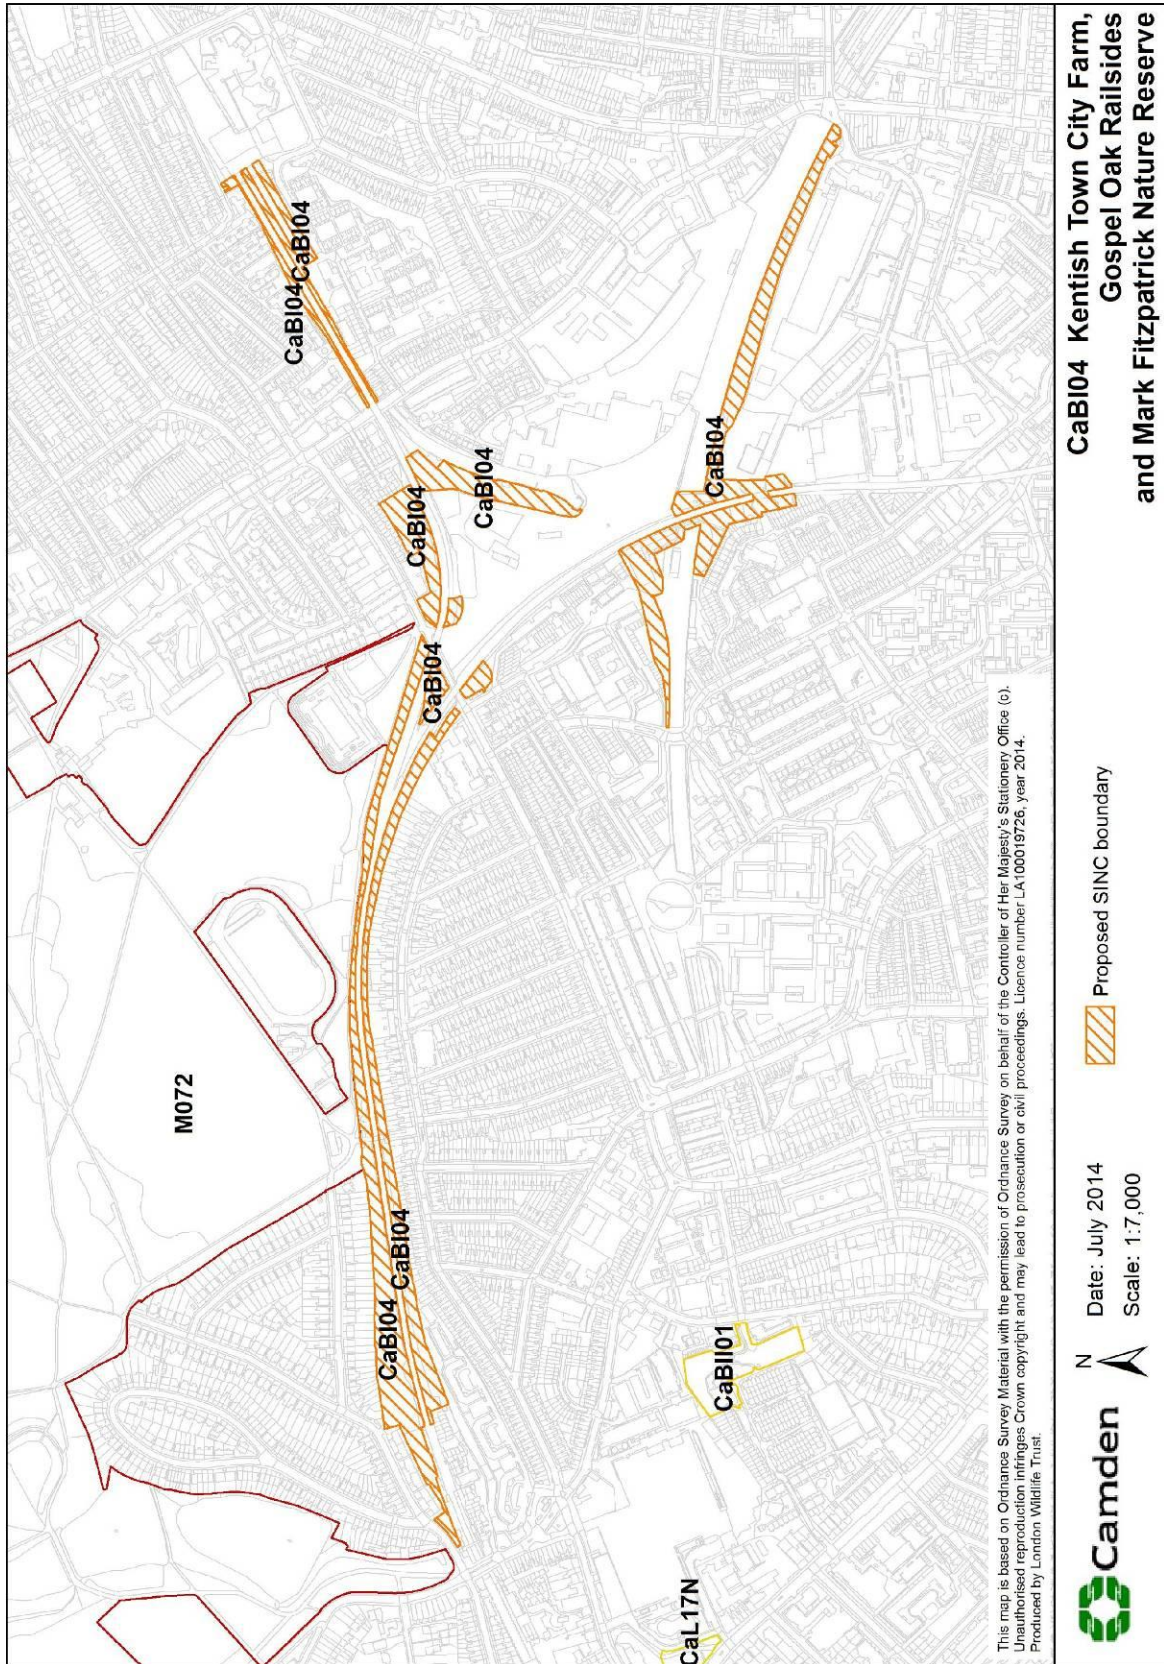 M072
CaBI04
CaBI04
CaBI04
CaBI04
CaBI04
CaBI04
CaBI04
CaBI04
CaBII01
CaL17N
This map is based on Ordnance Survey Material with the permission of Ordnance Survey on behalf of the Controller of Her Majesty's Stationery Office (c).
Unauthorised reproduction infringes Crown copyright and may lead to prosecution or civil proceedings. Licence number LA100019726, year 2014.
Produced by London Wildlife Trust.
Camden
N
Date: July 2014
Scale: 1:7,000
Proposed SINC boundary
CaBI04 Kentish Town City Farm,
Gospel Oak Railsides
and Mark Fitzpatrick Nature Reserve